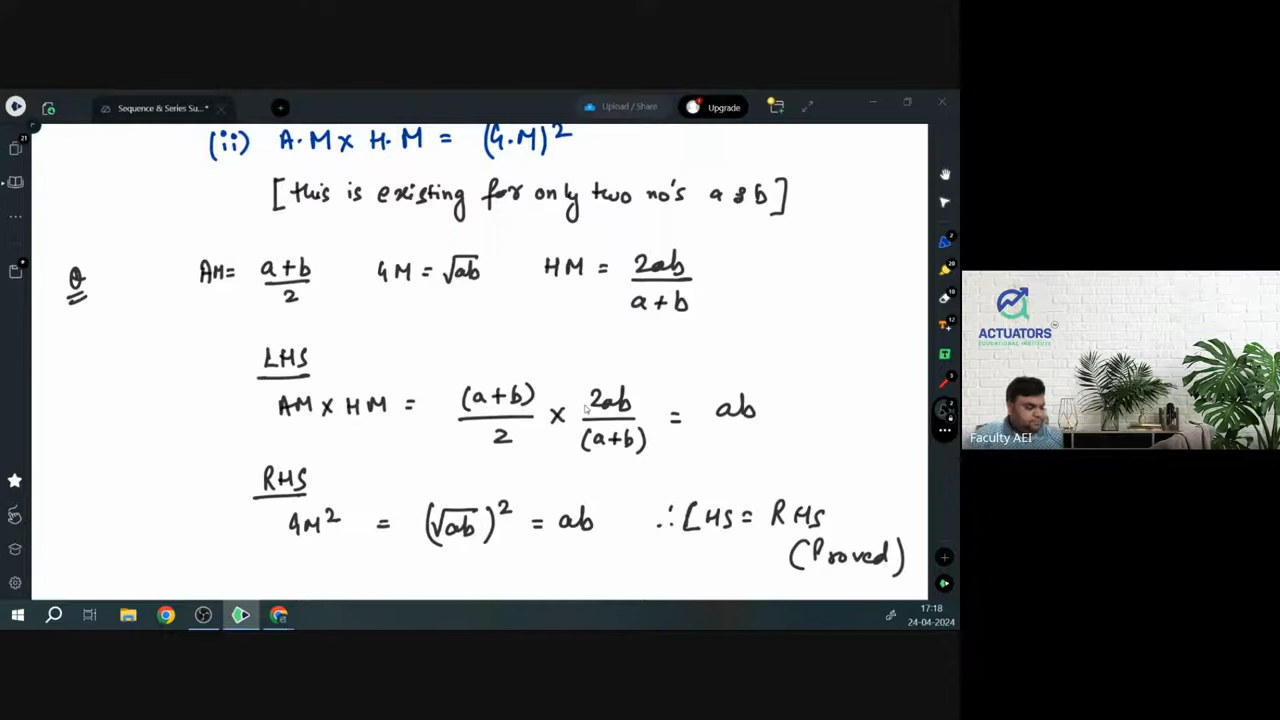 Sequence & Series Su...*
Upload / Share
Upgrade
(ii) A.M x H.M = (G.M)²
[this is existing for only two no's a & b]
Q
AM = a+b/2 GM = √ab HM = 2ab/a+b
LHS
AM x HM = (a+b)/2 x 2ab/(a+b) = ab
RHS
GM² = (√ab)² = ab ∴ LHS = RHS
(Proved)
ACTUATORS
EDUCATIONAL INSTITUTE
Faculty AEI
17:18
24-04-2024